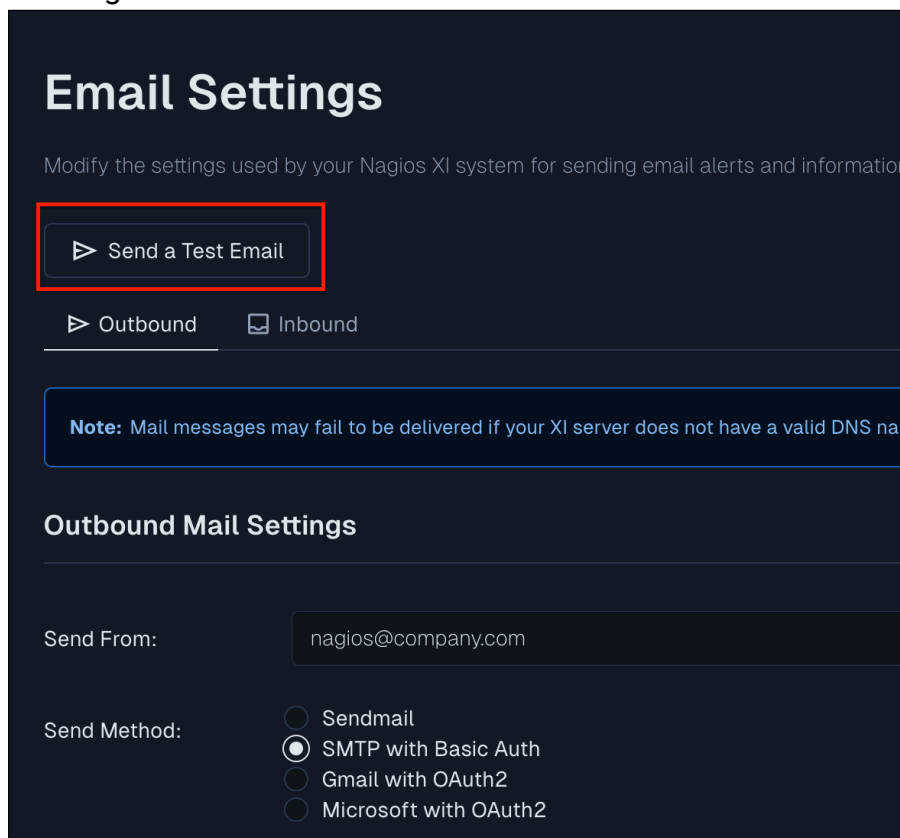 Email Settings
Modify the settings used by your Nagios XI system for sending email alerts and
Send a Test Email
Outbound
Inbound
Note: Mail messages may fail to be delivered if your XI server does not have a valid DNS
Outbound Mail Settings
Send From:
nagios@company.com
Send Method:
Sendmail
SMTP with Basic Auth
Gmail with OAuth2
Microsoft with OAuth2